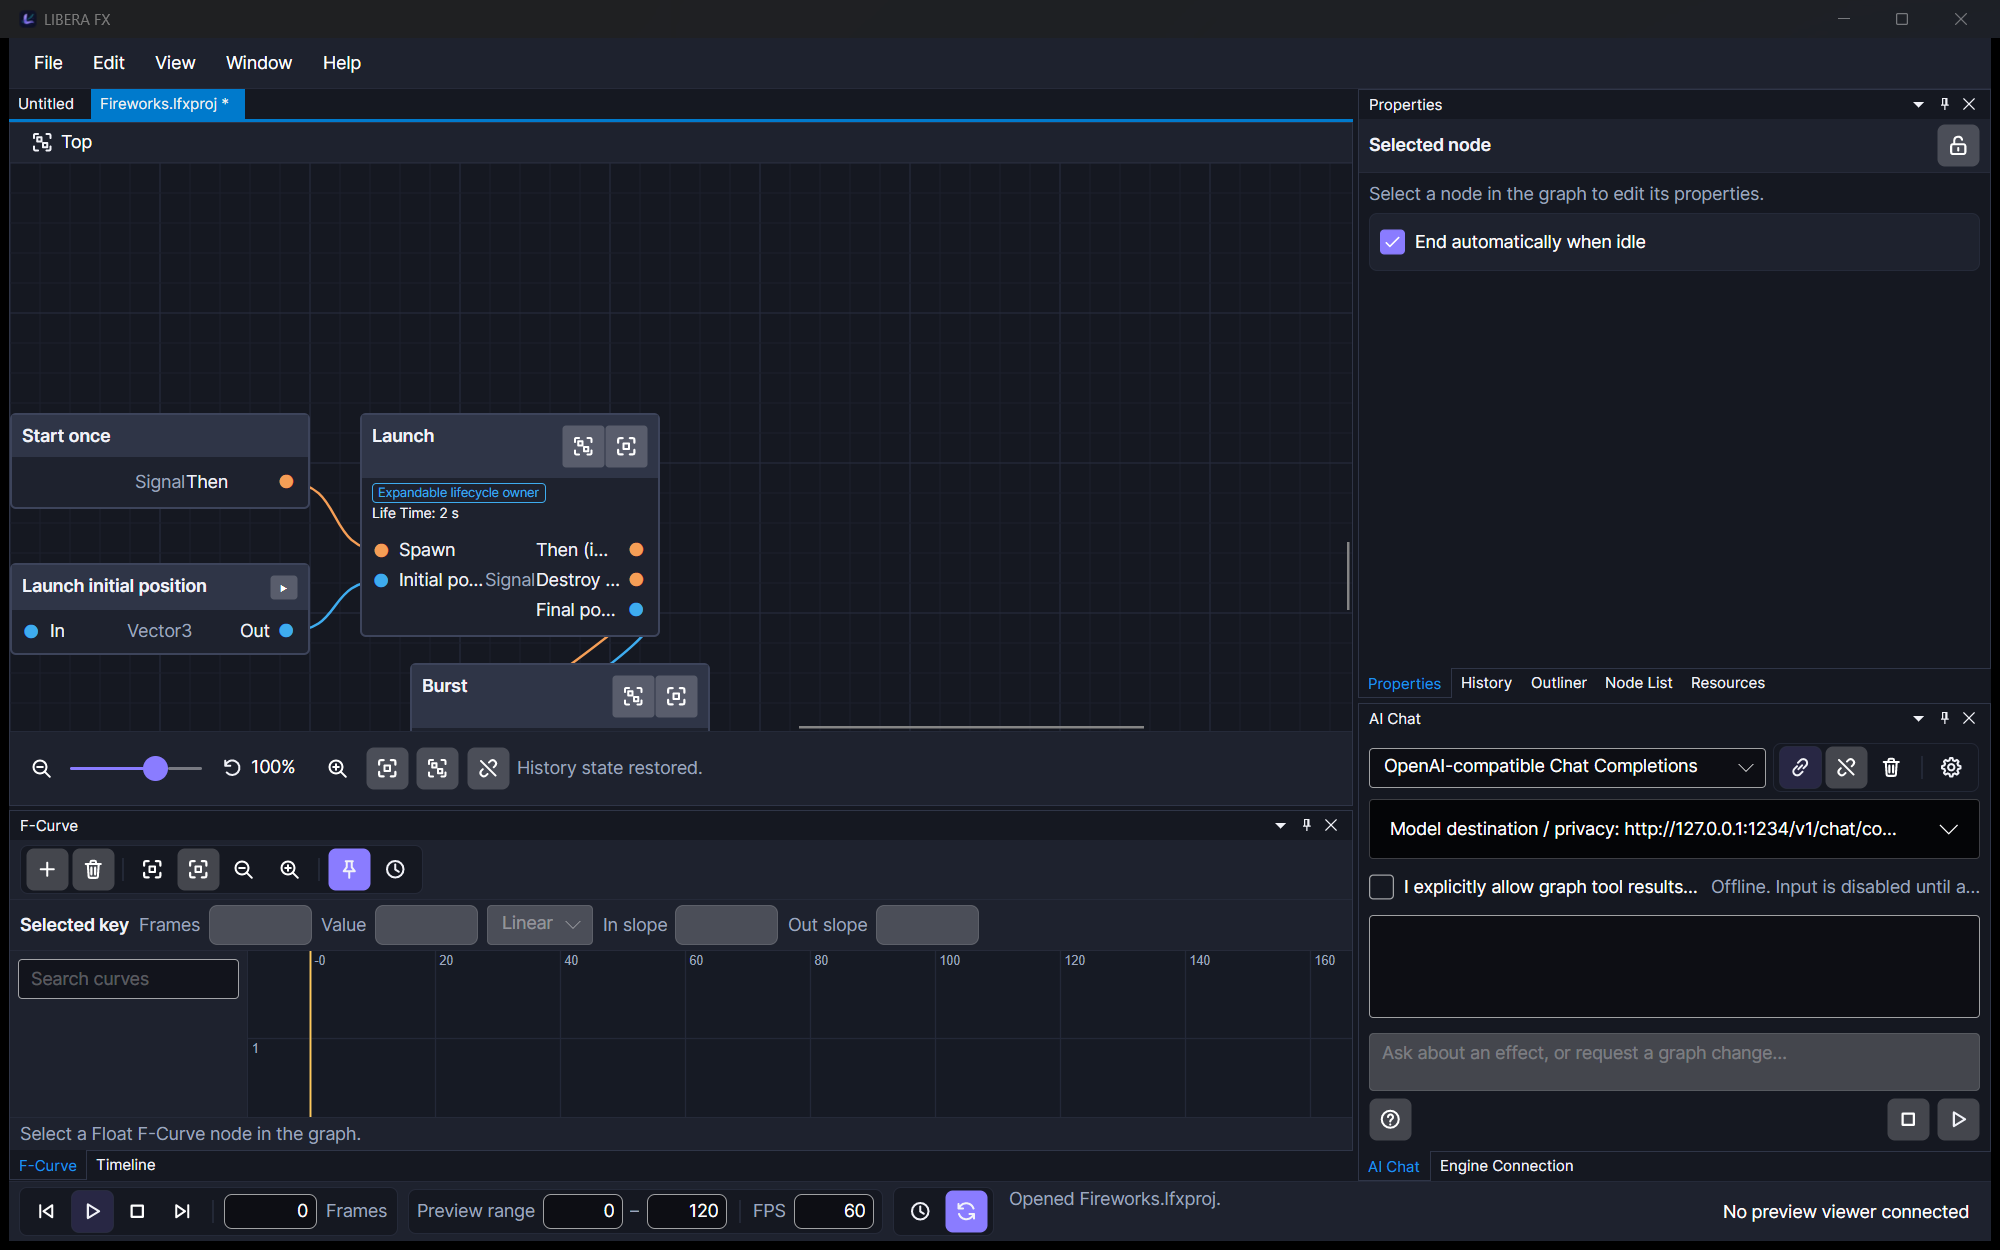 LIBERA FX
File Edit View Window Help
Untitled Fireworks.lfxproj *
Top
Start once
SignalThen
Launch initial position
In Vector3 Out
Launch
Expandable lifecycle owner
Life Time: 2 s
Spawn Then (i...
Initial po... SignalDestroy ...
Final po...
Burst
100% History state restored.
F-Curve
Selected key Frames Value Linear In slope Out slope
Search curves
-0 20 40 60 80 100 120 140 160
1
Select a Float F-Curve node in the graph.
F-Curve Timeline
0 Frames Preview range 0 – 120 FPS 60 Opened Fireworks.lfxproj.
Properties
Selected node
Select a node in the graph to edit its properties.
End automatically when idle
Properties History Outliner Node List Resources
AI Chat
OpenAI-compatible Chat Completions
Model destination / privacy: http://127.0.0.1:1234/v1/chat/co...
I explicitly allow graph tool results... Offline. Input is disabled until a...
Ask about an effect, or request a graph change...
AI Chat Engine Connection
No preview viewer connected